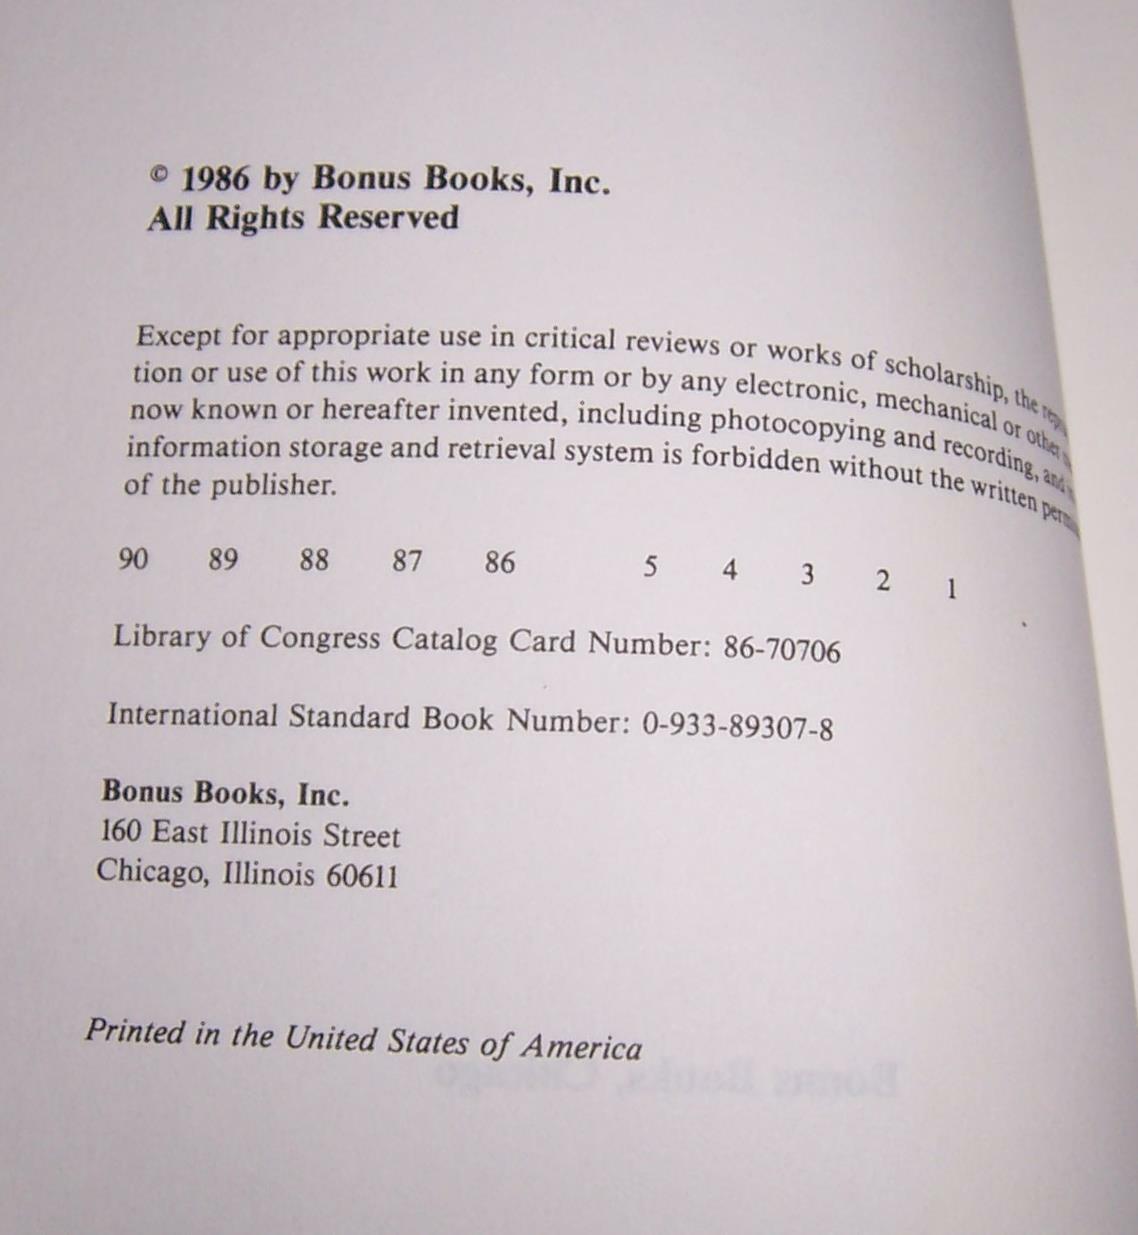 © 1986 by Bonus Books, Inc.
All Rights Reserved
Except for appropriate use in critical reviews or works of scholarship, the
tion or use of this work in any form or by any electronic, mechanical or other
now known or hereafter invented, including photocopying and recording, and
information storage and retrieval system is forbidden without the written
of the publisher.
90 89 88 87 86 5 4 3 2 1
Library of Congress Catalog Card Number: 86-70706
International Standard Book Number: 0-933-89307-8
Bonus Books, Inc.
160 East Illinois Street
Chicago, Illinois 60611
Printed in the United States of America
Bonus Books, Chicago